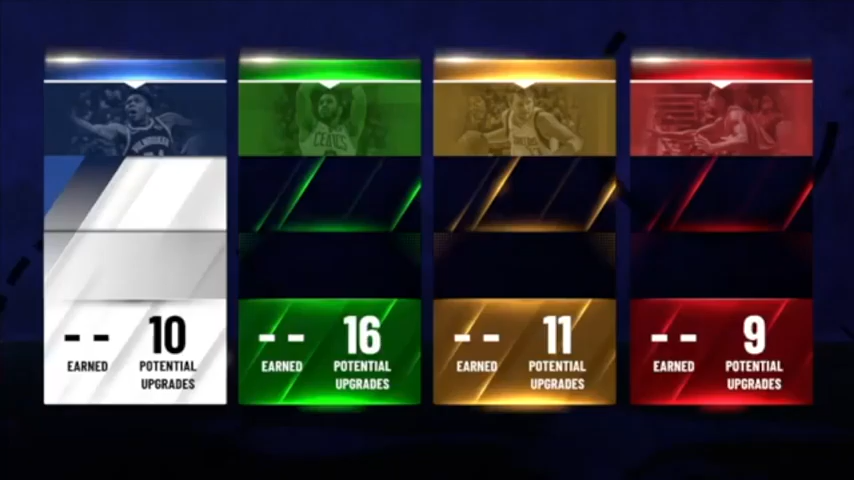 CELTICS
-- 10
EARNED POTENTIAL
UPGRADES
-- 16
EARNED POTENTIAL
UPGRADES
-- 11
EARNED POTENTIAL
UPGRADES
-- 9
EARNED POTENTIAL
UPGRADES